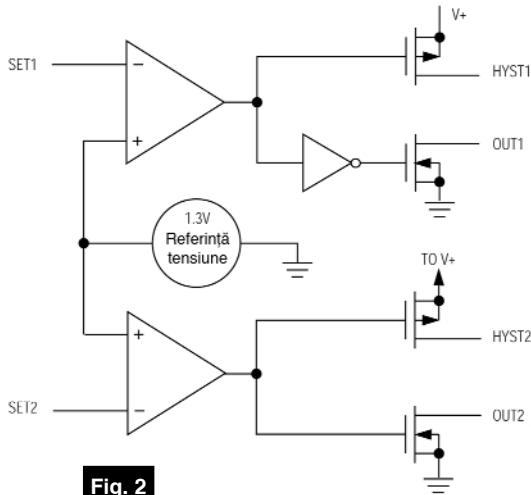 V+
SET1
−
HYST1
+
OUT1
1.3V
Referință
tensiune
TO V+
+
HYST2
SET2
−
OUT2
Fig. 2